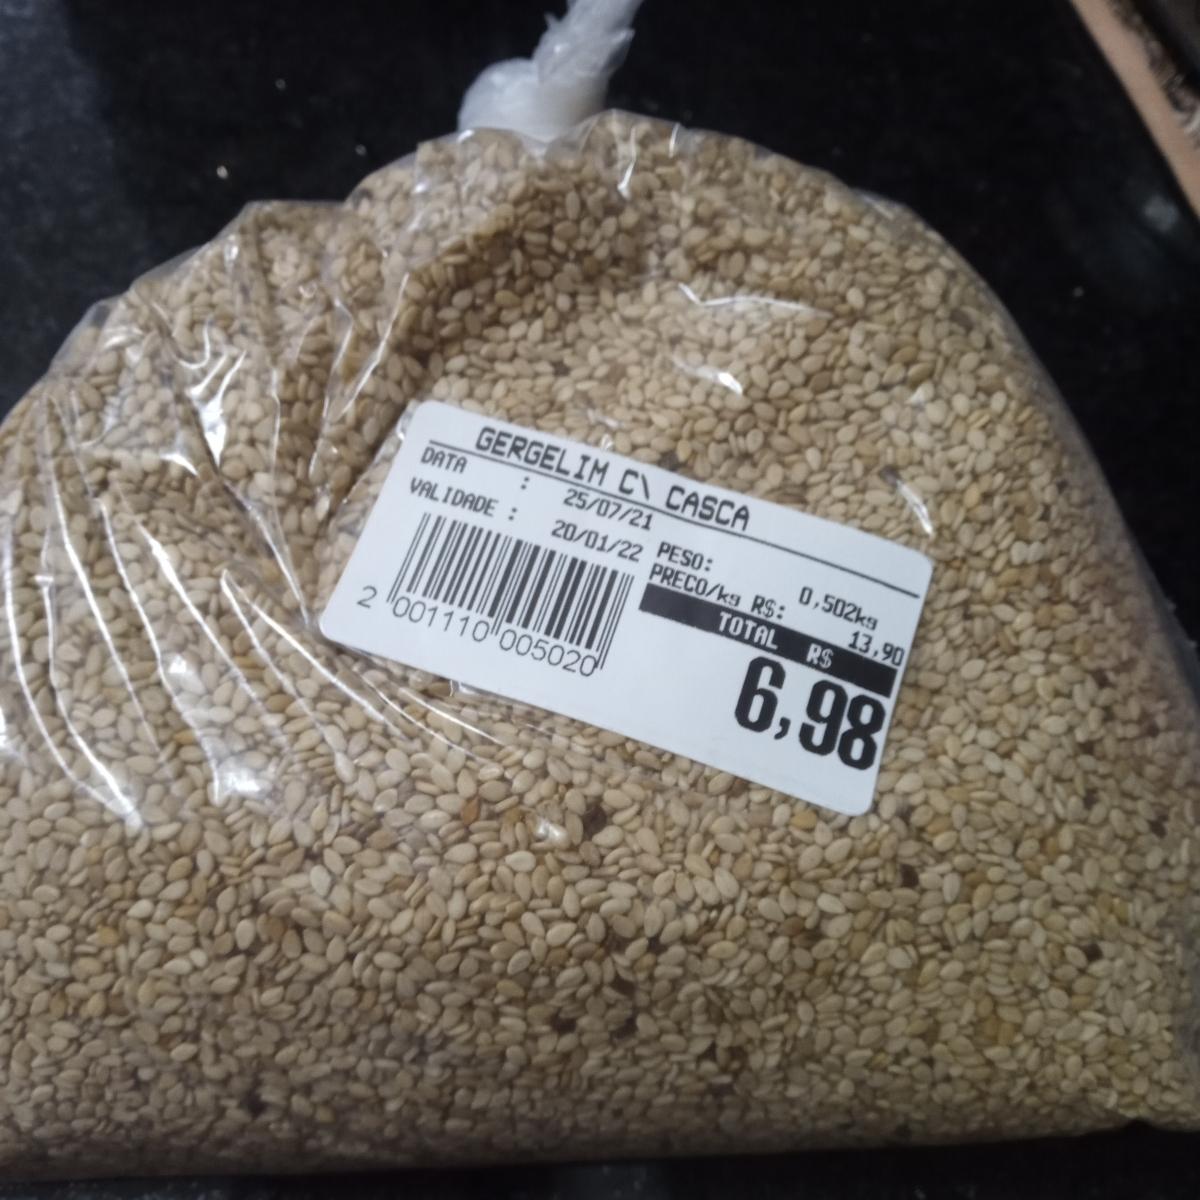 GERGELIM C\ CASCA
DATA : 25/07/21
VALIDADE : 20/01/22
PESO: 0,502kg
PRECO/kg R$: 13,90
TOTAL R$
6,98
2 001110 005020